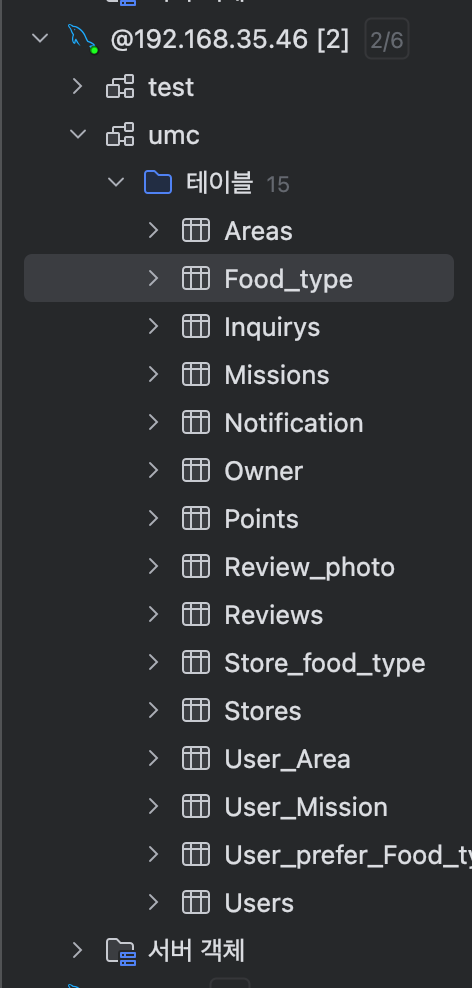 @192.168.35.46 [2] 2/6
test
umc
테이블 15
Areas
Food_type
Inquirys
Missions
Notification
Owner
Points
Review_photo
Reviews
Store_food_type
Stores
User_Area
User_Mission
User_prefer_Food_ty
Users
서버 객체